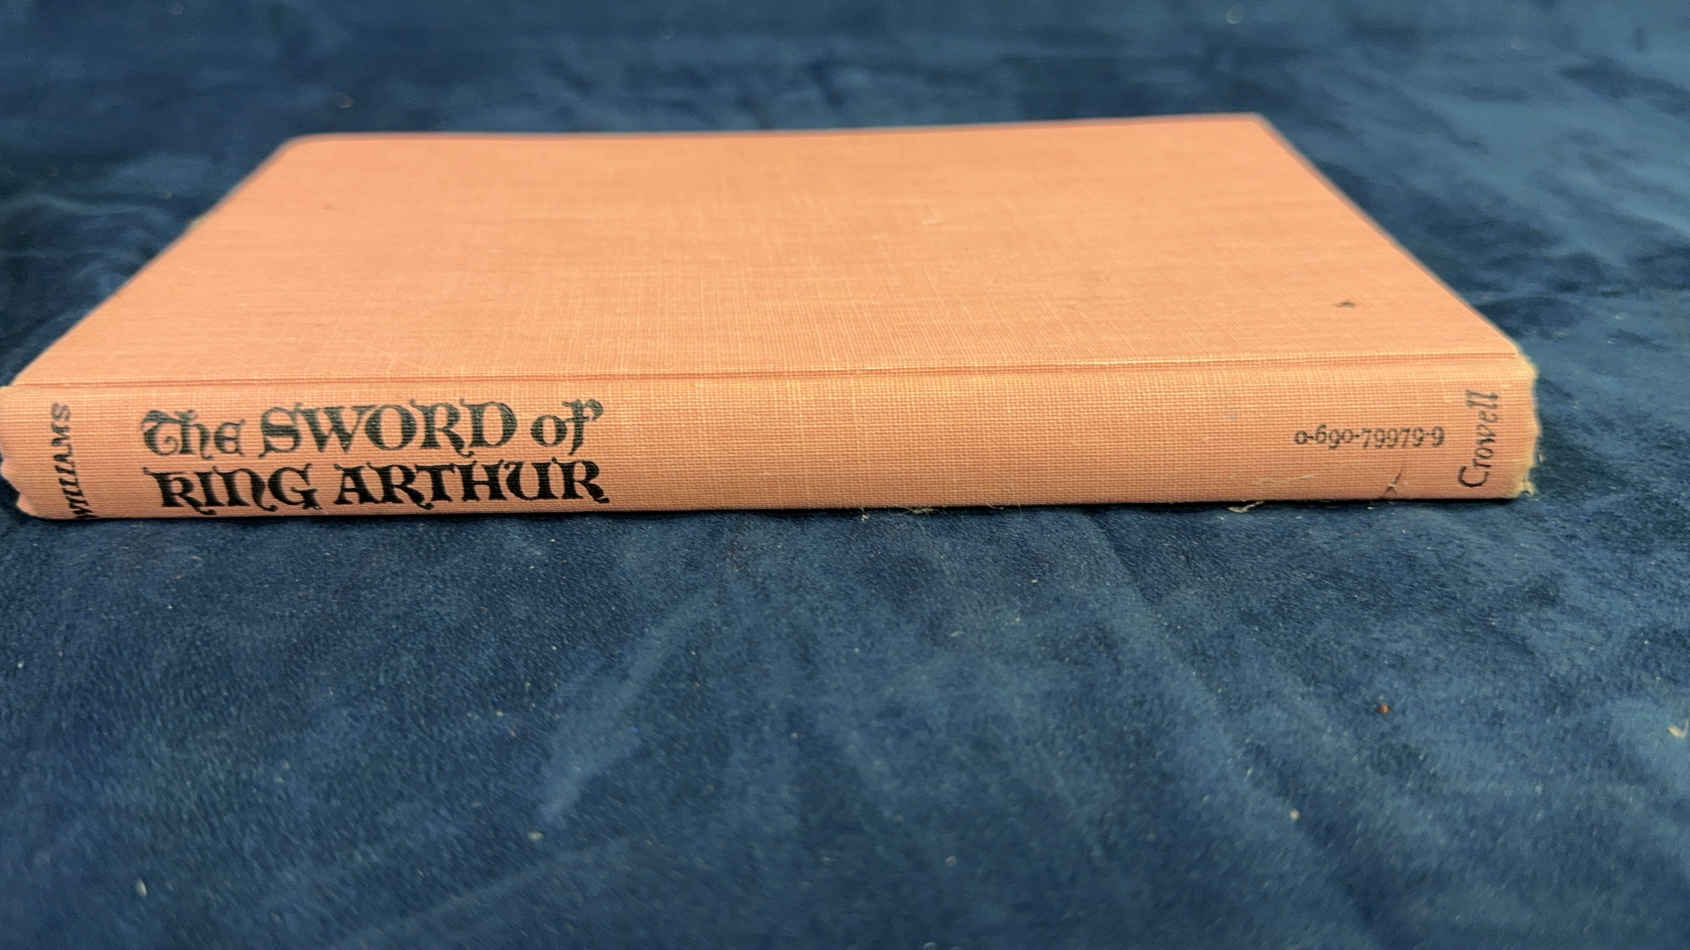 WILLIAMS
The SWORD of
KING ARTHUR
0-690-79979-9
Crowell